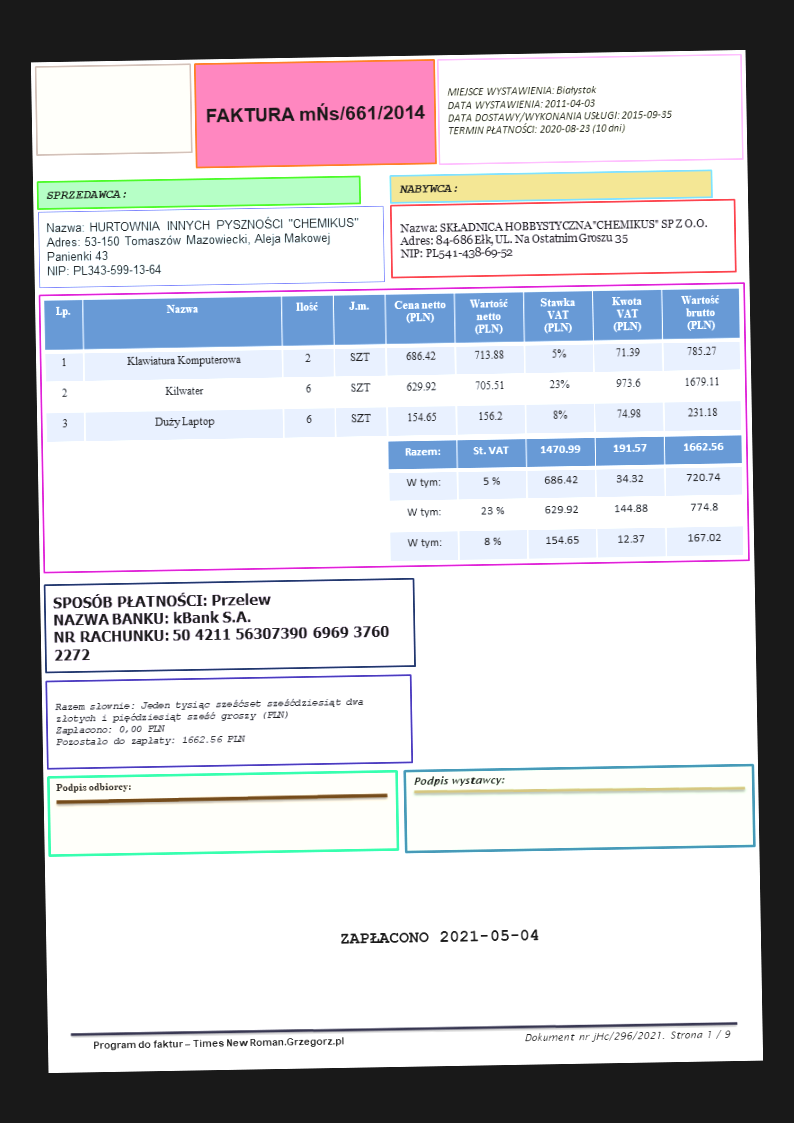 FAKTURA mŃs/661/2014
MIEJSCE WYSTAWIENIA: Białystok
DATA WYSTAWIENIA: 2011-04-03
DATA DOSTAWY/WYKONANIA USŁUGI: 2015-09-35
TERMIN PŁATNOŚCI: 2020-08-23 (10 dni)
SPRZEDAWCA:
Nazwa: HURTOWNIA INNYCH PYSZNOŚCI "CHEMIKUS"
Adres: 53-150 Tomaszów Mazowiecki, Aleja Makowej
Panienki 43
NIP: PL343-599-13-64
NABYWCA:
Nazwa: SKŁADNICA HOBBYSTYCZNA"CHEMIKUS" SP Z O.O.
Adres: 84-686 Ełk, UL. Na Ostatnim Groszu 35
NIP: PL541-438-69-52
Lp. Nazwa Ilość J.m. Cena netto (PLN) Wartość netto (PLN) Stawka VAT (PLN) Kwota VAT (PLN) Wartość brutto (PLN)
1 Klawiatura Komputerowa 2 SZT 686.42 713.88 5% 71.39 785.27
2 Kilwater 6 SZT 629.92 705.51 23% 973.6 1679.11
3 Duży Laptop 6 SZT 154.65 156.2 8% 74.98 231.18
Razem: St. VAT 1470.99 191.57 1662.56
W tym: 5 % 686.42 34.32 720.74
W tym: 23 % 629.92 144.88 774.8
W tym: 8 % 154.65 12.37 167.02
SPOSÓB PŁATNOŚCI: Przelew
NAZWA BANKU: kBank S.A.
NR RACHUNKU: 50 4211 56307390 6969 3760
2272
Razem słownie: Jeden tysiąc sześćset sześćdziesiąt dwa
złotych i pięćdziesiąt sześć groszy (PLN)
Zapłacono: 0,00 PLN
Pozostało do zapłaty: 1662.56 PLN
Podpis odbiorcy:
Podpis wystawcy:
ZAPŁACONO 2021-05-04
Program do faktur – Times New Roman.Grzegorz.pl
Dokument nr jHc/296/2021. Strona 1 / 9